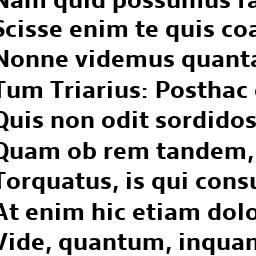 Nam quid possumus fa
Scisse enim te quis coa
Nonne videmus quanta
Tum Triarius: Posthac
Quis non odit sordidos
Quam ob rem tandem,
Torquatus, is qui consu
At enim hic etiam dolo
Vide, quantum, inquam